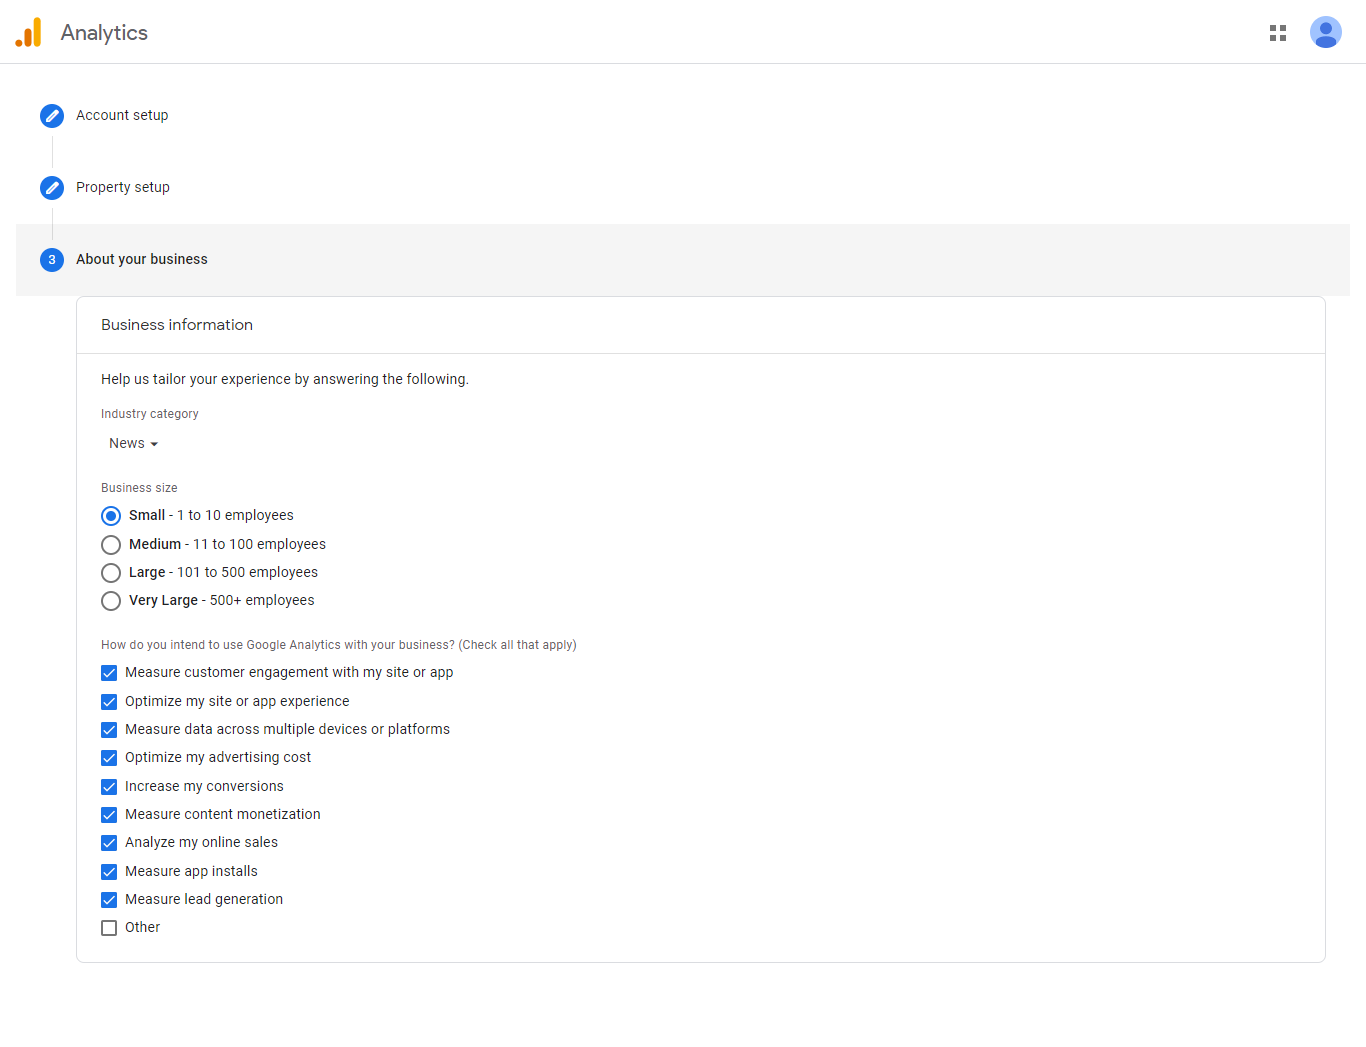 Analytics
Account setup
Property setup
3 About your business
Business information
Help us tailor your experience by answering the following.
Industry category
News
Business size
Small - 1 to 10 employees
Medium - 11 to 100 employees
Large - 101 to 500 employees
Very Large - 500+ employees
How do you intend to use Google Analytics with your business? (Check all that apply)
Measure customer engagement with my site or app
Optimize my site or app experience
Measure data across multiple devices or platforms
Optimize my advertising cost
Increase my conversions
Measure content monetization
Analyze my online sales
Measure app installs
Measure lead generation
Other